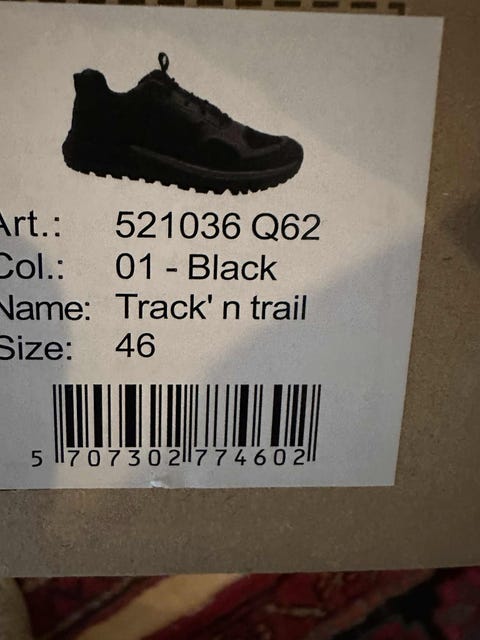 Art.: 521036 Q62
Col.: 01 - Black
Name: Track' n trail
Size: 46
5 707302 774602